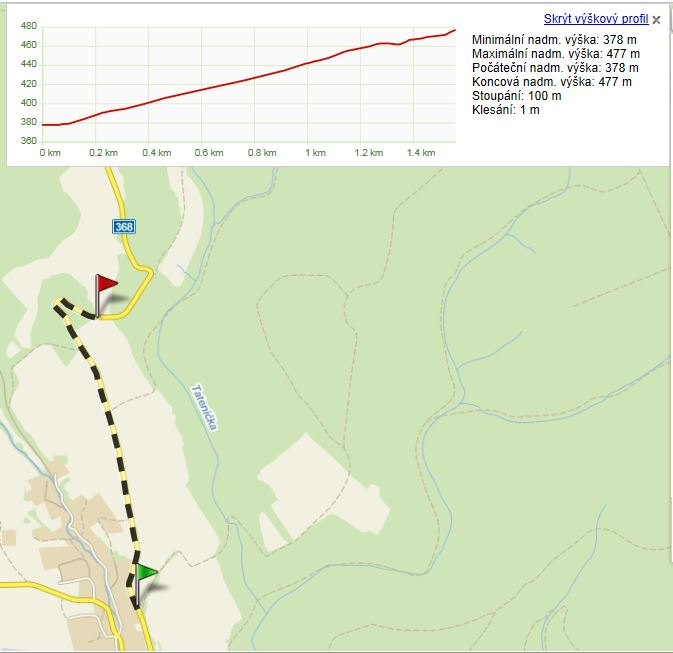 Skrýt výškový profil
480
460
440
420
400
380
360
0 km
0.2 km
0.4 km
0.6 km
0.8 km
1 km
1.2 km
1.4 km
Minimální nadm. výška: 378 m
Maximální nadm. výška: 477 m
Počáteční nadm. výška: 378 m
Koncová nadm. výška: 477 m
Stoupání: 100 m
Klesání: 1 m
368
Tatenička